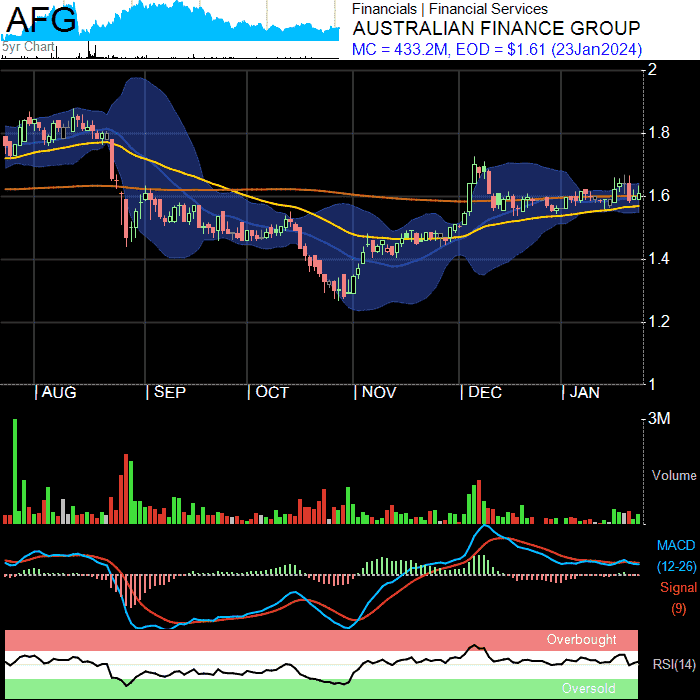 AFG
5yr Chart
Financials | Financial Services
AUSTRALIAN FINANCE GROUP
MC = 433.2M, EOD = $1.61 (23Jan2024)
2
1.8
1.6
1.4
1.2
1
| AUG | SEP | OCT | NOV | DEC | JAN
3M
Volume
MACD
(12-26)
Signal
(9)
Overbought
RSI(14)
Oversold